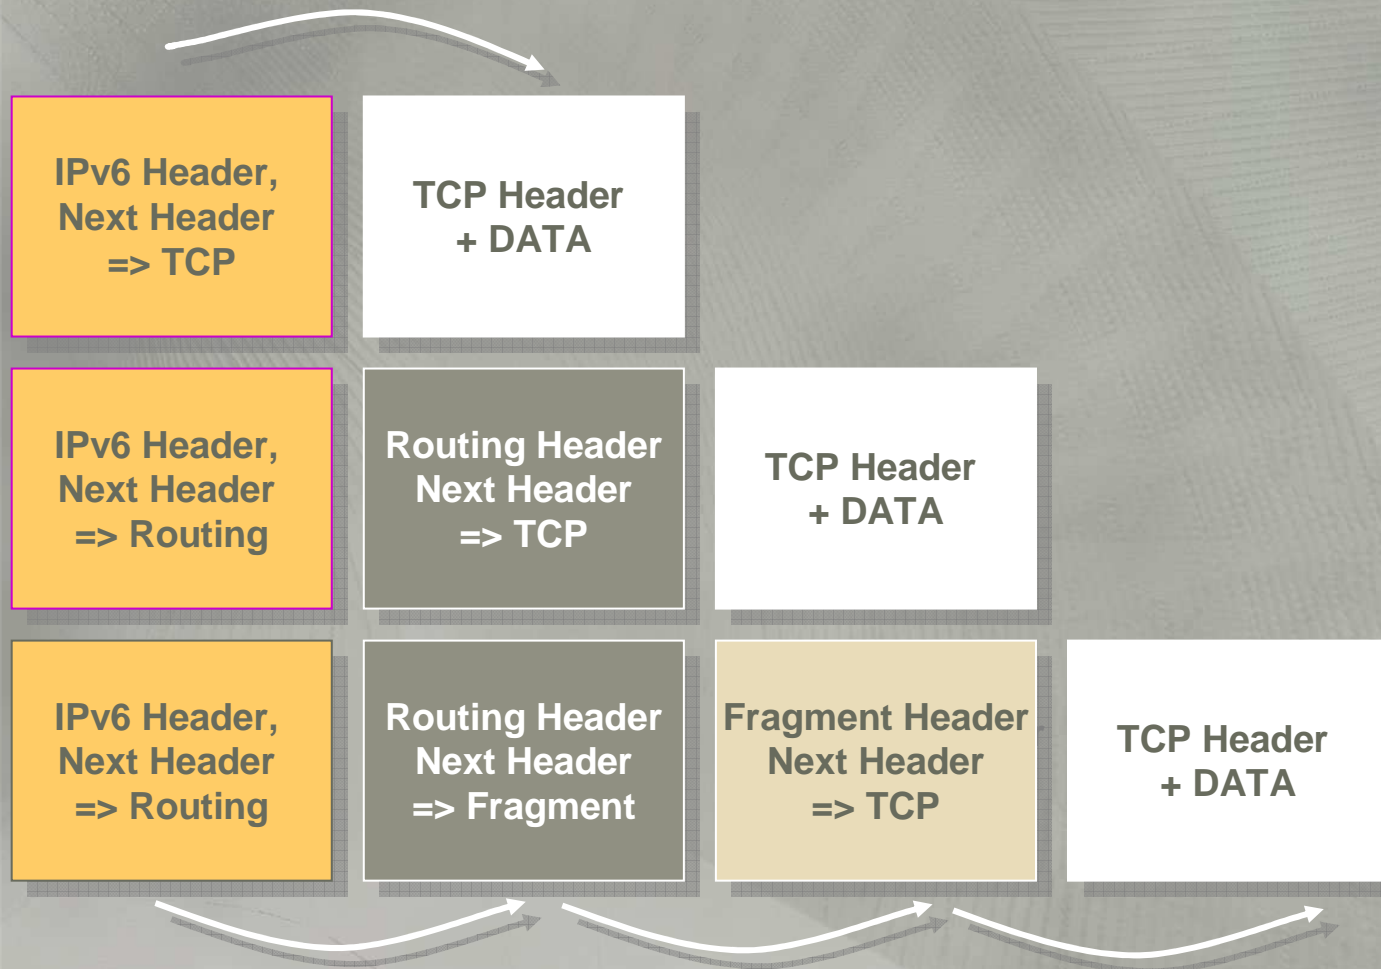 IPv6 Header,
Next Header
=> TCP
TCP Header
+ DATA
IPv6 Header,
Next Header
=> Routing
Routing Header
Next Header
=> TCP
TCP Header
+ DATA
IPv6 Header,
Next Header
=> Routing
Routing Header
Next Header
=> Fragment
Fragment Header
Next Header
=> TCP
TCP Header
+ DATA